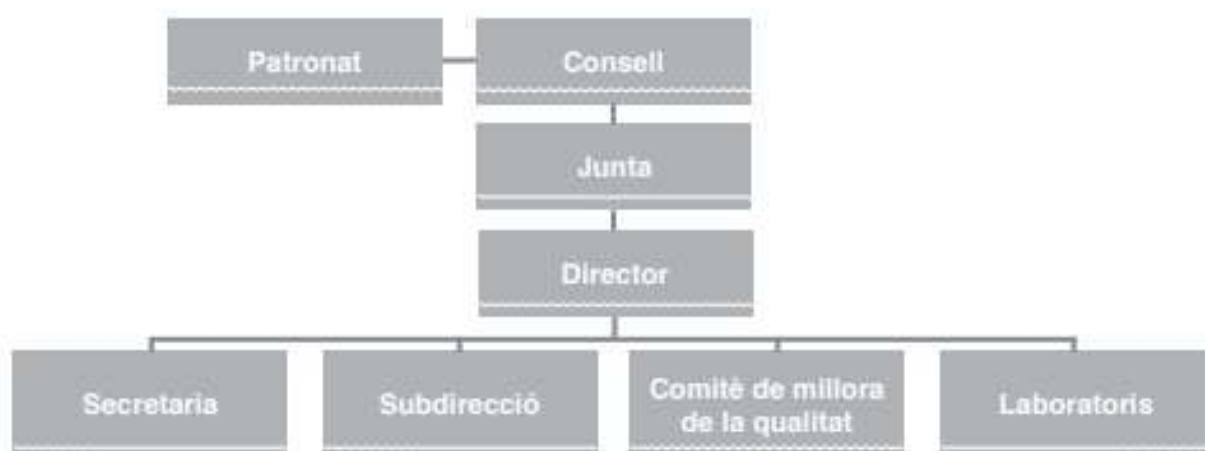 Patronat
Consell
Junta
Director
Secretaria
Subdirecció
Comitè de millora
de la qualitat
Laboratoris